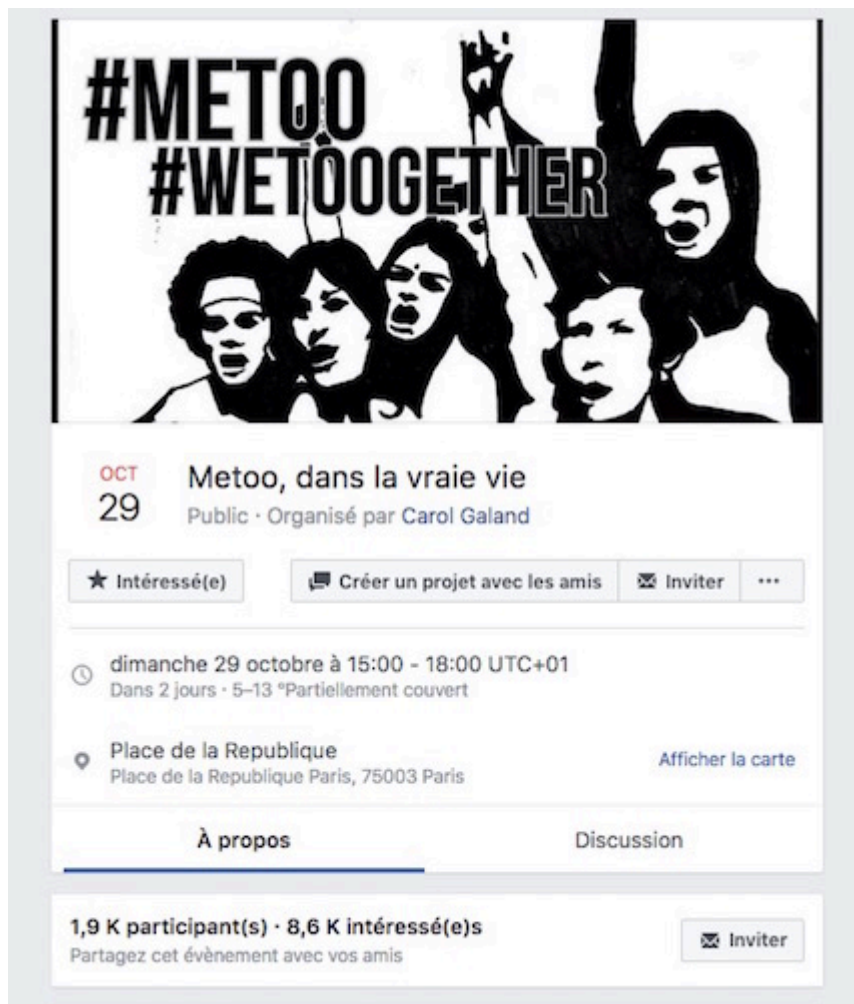 #METOO
#WETOOGETHER
OCT
29
Metoo, dans la vraie vie
Public · Organisé par Carol Galand
Intéressé(e)
Créer un projet avec les amis
Inviter
dimanche 29 octobre à 15:00 - 18:00 UTC+01
Dans 2 jours · 5–13 °Partiellement couvert
Place de la Republique
Place de la Republique Paris, 75003 Paris
Afficher la carte
À propos
Discussion
1,9 K participant(s) · 8,6 K intéressé(e)s
Partagez cet évènement avec vos amis
Inviter